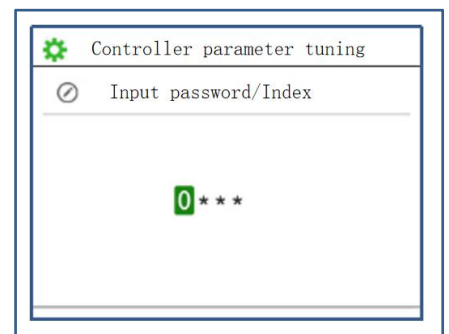 Controller parameter tuning
Input password/Index
0***